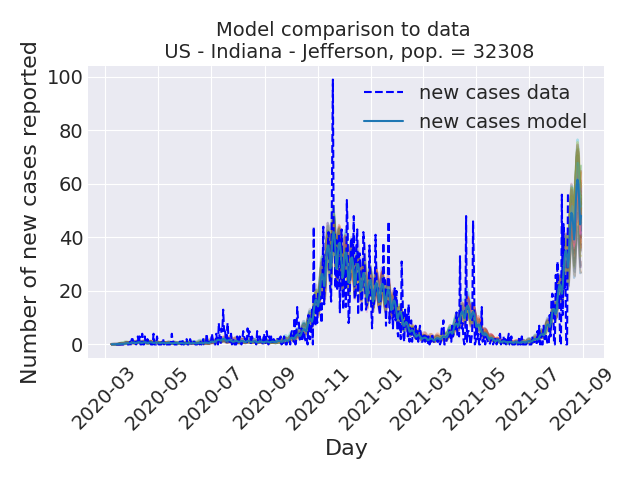 Model comparison to data
US - Indiana - Jefferson, pop. = 32308
new cases data
new cases model
Number of new cases reported
100
80
60
40
20
0
2020-03
2020-05
2020-07
2020-09
2020-11
2021-01
2021-03
2021-05
2021-07
2021-09
Day